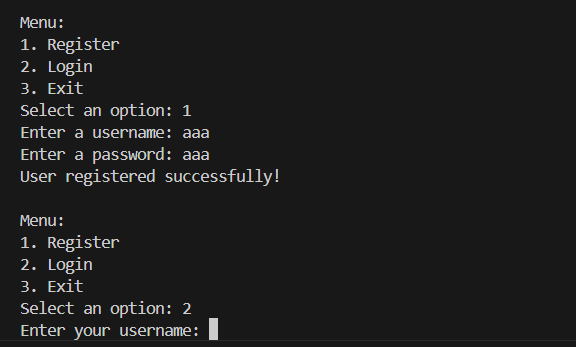 Menu:
1. Register
2. Login
3. Exit
Select an option: 1
Enter a username: aaa
Enter a password: aaa
User registered successfully!
Menu:
1. Register
2. Login
3. Exit
Select an option: 2
Enter your username: